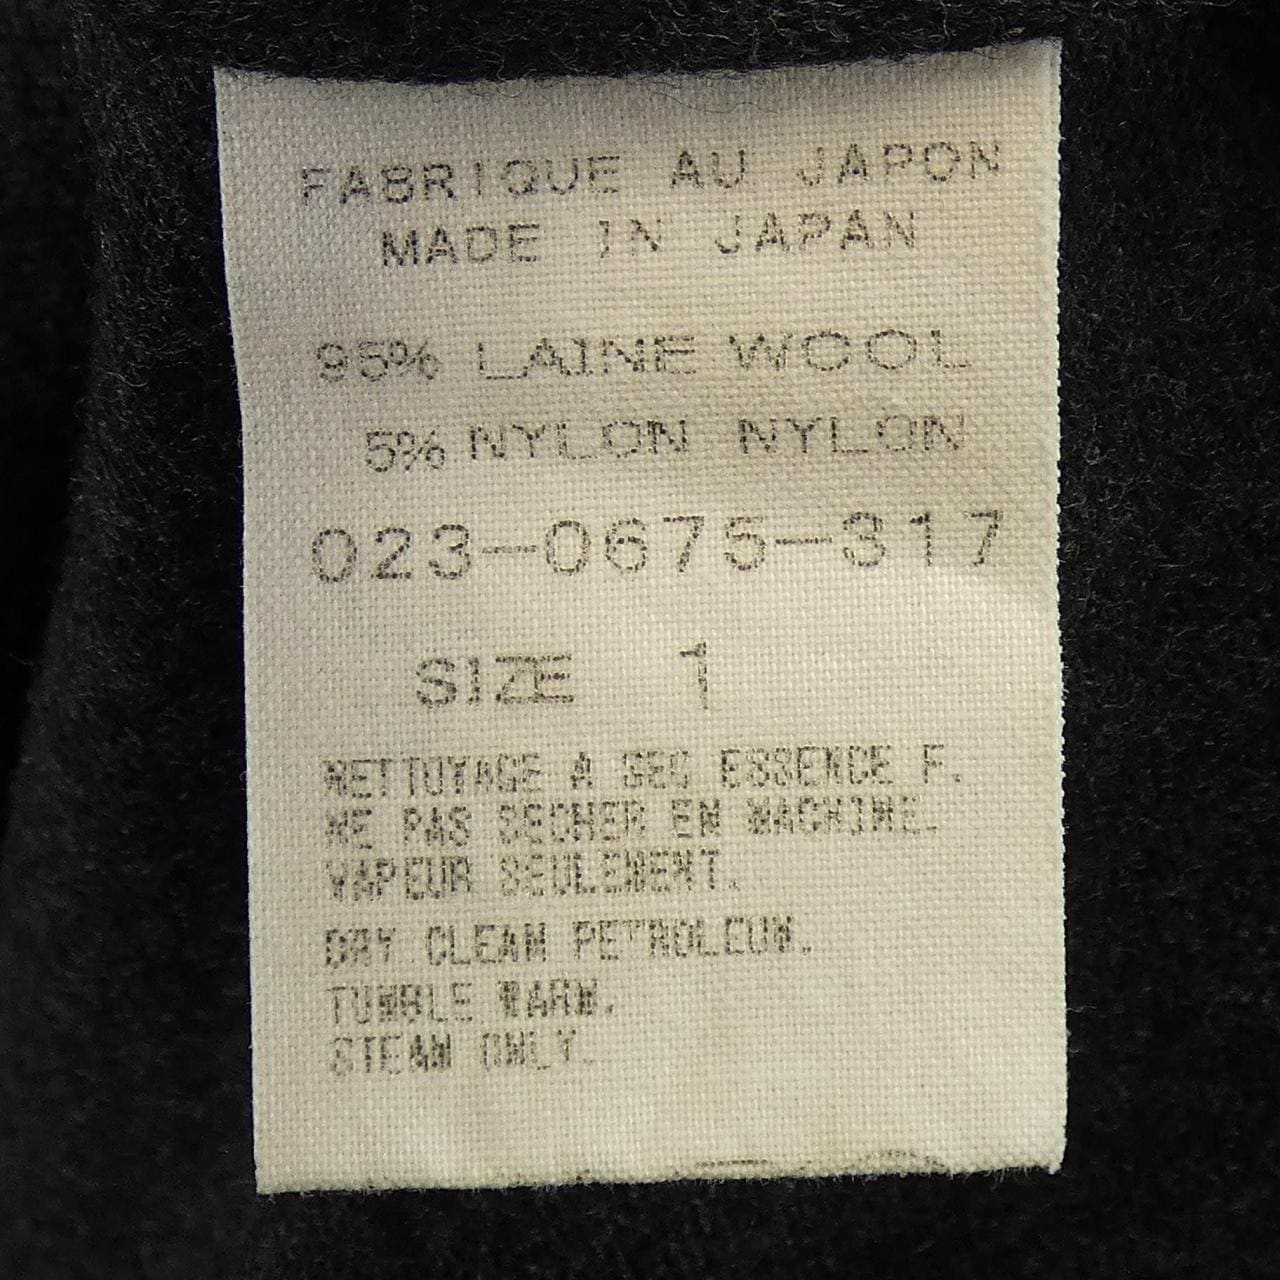 FABRIQUE AU JAPON
MADE IN JAPAN
95% LAINE WOOL
5% NYLON NYLON
023-0675-317
SIZE 1
NETTOYAGE A SEC ESSENCE F.
NE PAS SECHER EN MACHINE.
VAPEUR SEULEMENT.
DRY CLEAN PETROLEUM.
TUMBLE WARM.
STEAM ONLY.